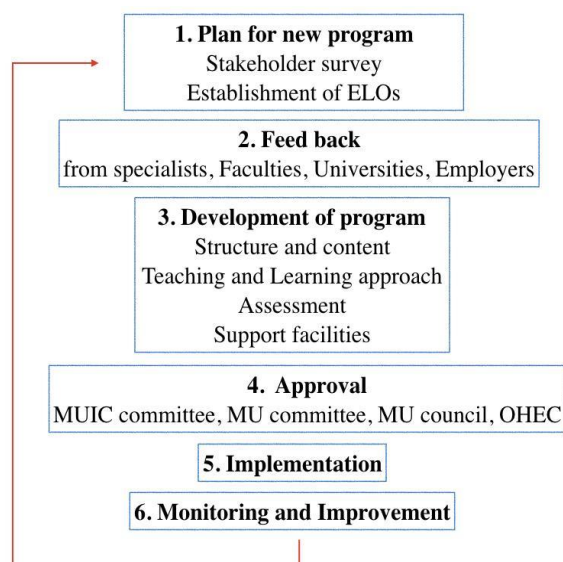 1. Plan for new program
Stakeholder survey
Establishment of ELOs
2. Feed back
from specialists, Faculties, Universities, Employers
3. Development of program
Structure and content
Teaching and Learning approach
Assessment
Support facilities
4. Approval
MUIC committee, MU committee, MU council, OHEC
5. Implementation
6. Monitoring and Improvement